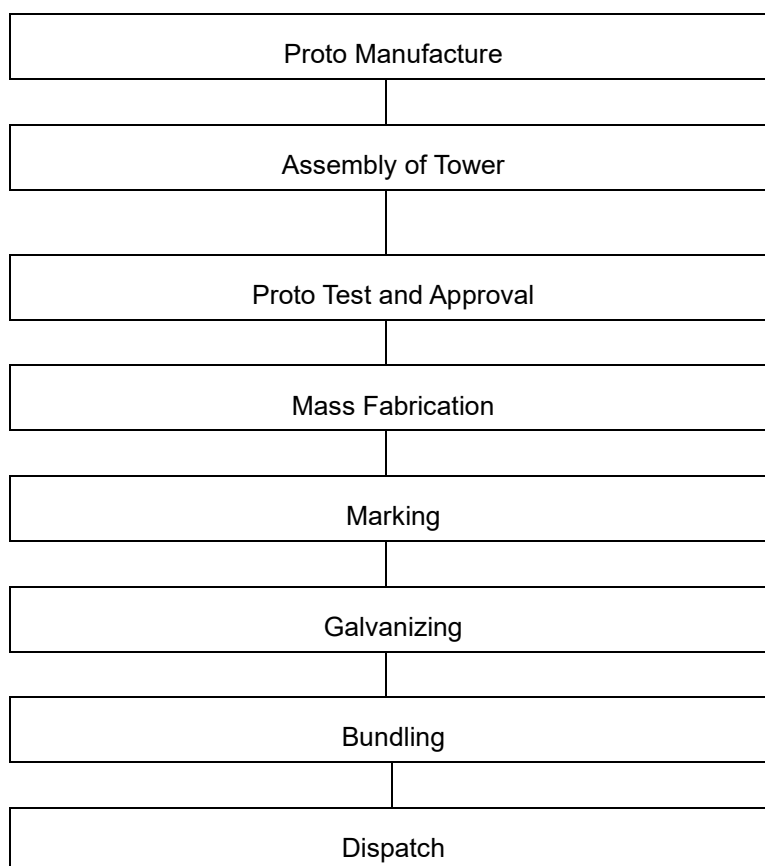 Proto Manufacture
Assembly of Tower
Proto Test and Approval
Mass Fabrication
Marking
Galvanizing
Bundling
Dispatch